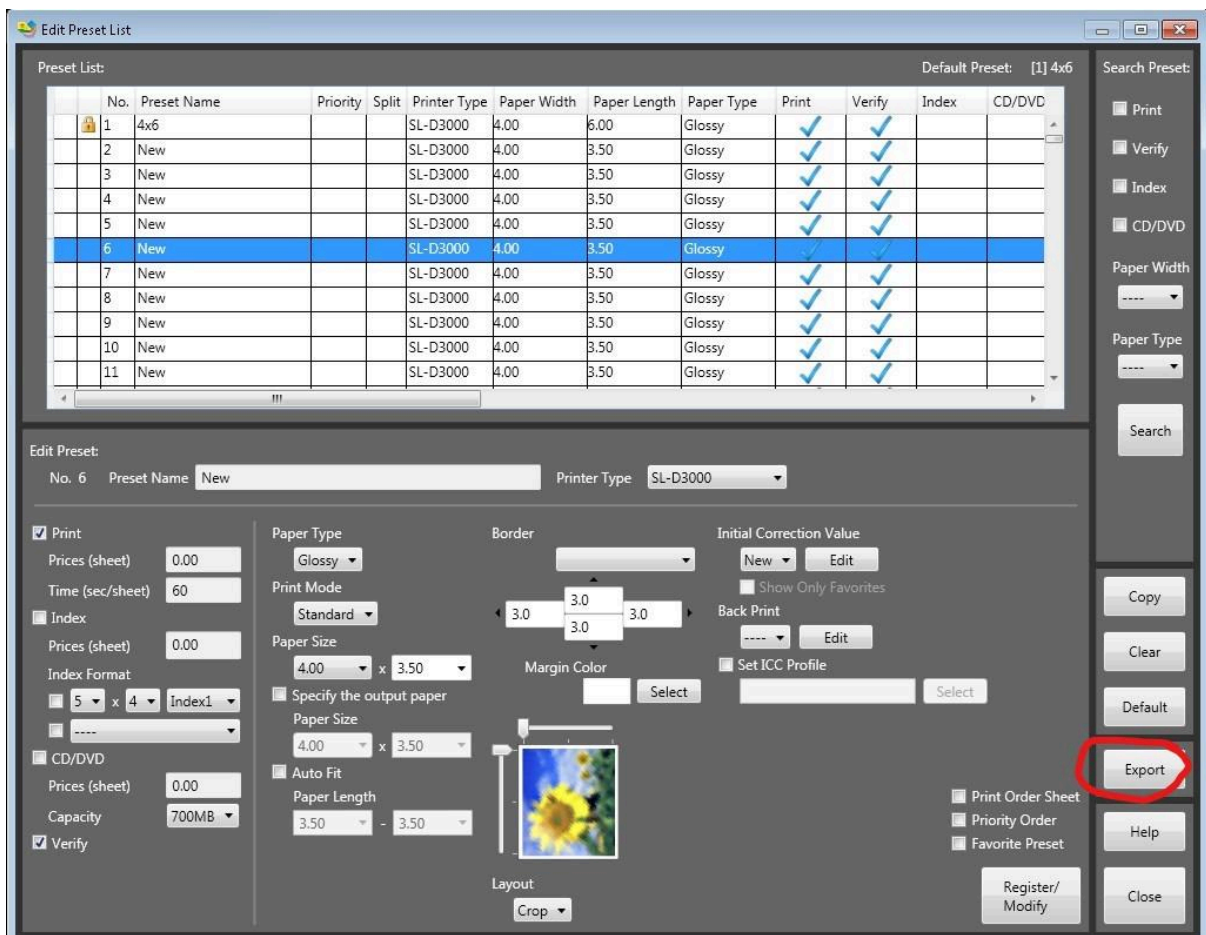 Edit Preset List
Preset List: Default Preset: [1] 4x6
No. Preset Name Priority Split Printer Type Paper Width Paper Length Paper Type Print Verify Index CD/DVD
1 4x6 SL-D3000 4.00 6.00 Glossy
2 New SL-D3000 4.00 3.50 Glossy
3 New SL-D3000 4.00 3.50 Glossy
4 New SL-D3000 4.00 3.50 Glossy
5 New SL-D3000 4.00 3.50 Glossy
6 New SL-D3000 4.00 3.50 Glossy
7 New SL-D3000 4.00 3.50 Glossy
8 New SL-D3000 4.00 3.50 Glossy
9 New SL-D3000 4.00 3.50 Glossy
10 New SL-D3000 4.00 3.50 Glossy
11 New SL-D3000 4.00 3.50 Glossy
Search Preset:
Print
Verify
Index
CD/DVD
Paper Width
----
Paper Type
----
Search
Edit Preset:
No. 6 Preset Name New Printer Type SL-D3000
Print
Prices (sheet) 0.00
Time (sec/sheet) 60
Index
Prices (sheet) 0.00
Index Format
5 x 4 Index1
----
CD/DVD
Prices (sheet) 0.00
Capacity 700MB
Verify
Paper Type
Glossy
Print Mode
Standard
Paper Size
4.00 x 3.50
Specify the output paper
Paper Size
4.00 x 3.50
Auto Fit
Paper Length
3.50 - 3.50
Border
3.0
3.0 3.0
3.0
Margin Color
Select
Layout
Crop
Initial Correction Value
New Edit
Show Only Favorites
Back Print
---- Edit
Set ICC Profile
Select
Print Order Sheet
Priority Order
Favorite Preset
Register/
Modify
Copy
Clear
Default
Export
Help
Close